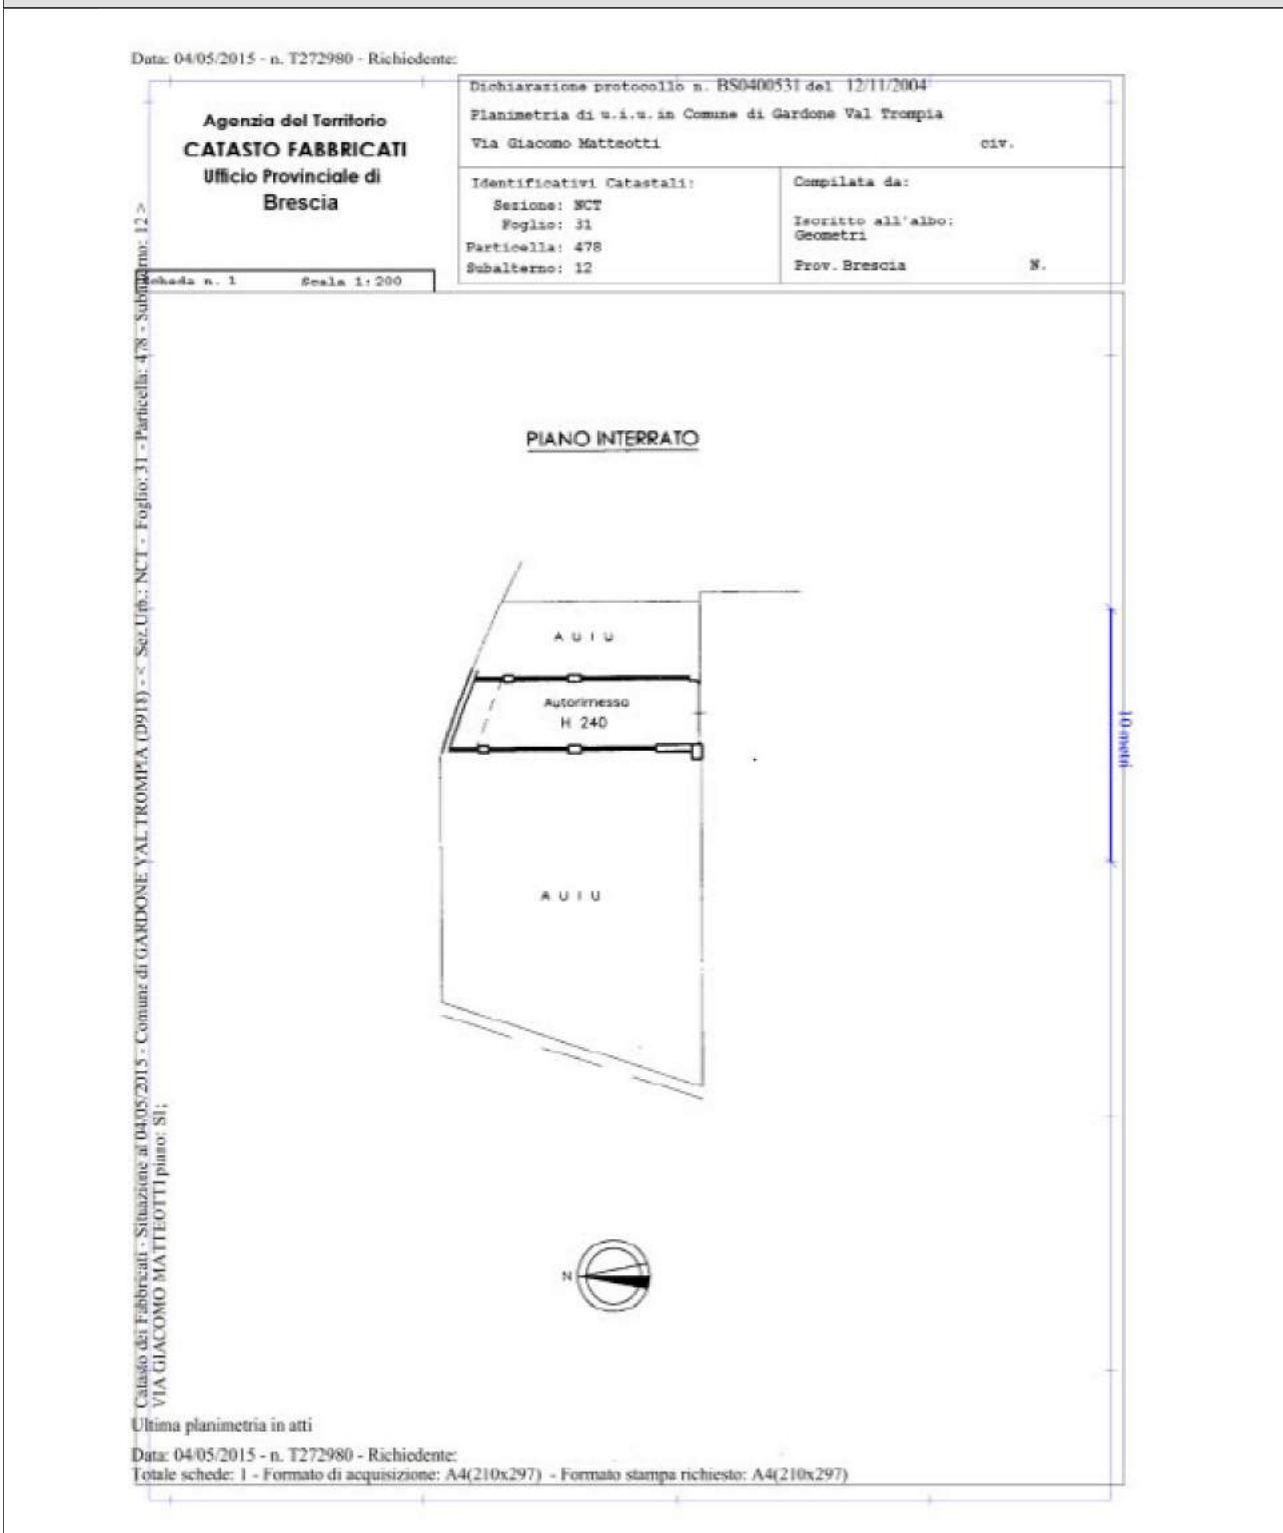 Data: 04/05/2015 - n. T272980 - Richiedente:
Agenzia del Territorio
CATASTO FABBRICATI
Ufficio Provinciale di
Brescia
Dichiarazione protocollo n. BS0400531 del 12/11/2004
Planimetria di u.i.u. in Comune di Gardone Val Trompia
Via Giacomo Matteotti civ.
Identificativi Catastali:
Sezione: NCT
Foglio: 31
Particella: 478
Subalterno: 12
Compilata da:
Iscritto all'albo:
Geometri
Prov. Brescia N.
Scheda n. 1 Scala 1:200
PIANO INTERRATO
A U I U
Autorimessa
H 240
A U I U
10 metri
N
Catasto dei Fabbricati - Situazione al 04/05/2015 - Comune di GARDONE VAL TROMPIA (D918) - < Sez.Urb.: NCT - Foglio: 31 - Particella: 478 - Subalterno: 12 >
VIA GIACOMO MATTEOTTI piano: S1;
Ultima planimetria in atti
Data: 04/05/2015 - n. T272980 - Richiedente:
Totale schede: 1 - Formato di acquisizione: A4(210x297) - Formato stampa richiesto: A4(210x297)